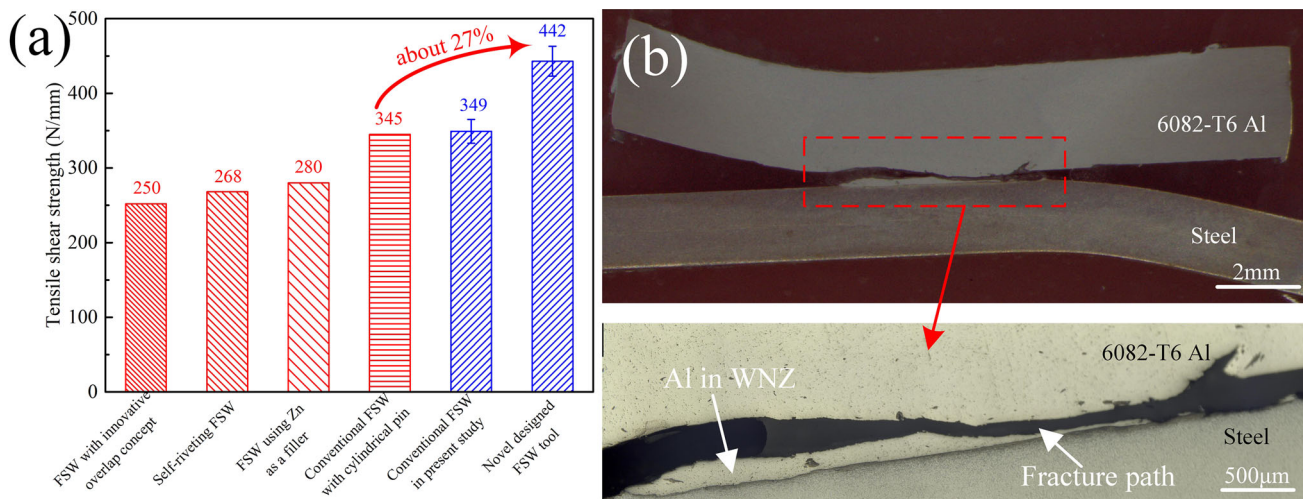 (a)
Tensile shear strength (N/mm)
500
400
300
200
100
0
250
268
280
345
349
442
about 27%
FSW with innovative
overlap concept
Self-riveting FSW
FSW using Zn
as a filler
Conventional FSW
with cylindrical pin
Conventional FSW
in present study
Novel designed
FSW tool
(b)
6082-T6 Al
Steel
2mm
6082-T6 Al
Al in WNZ
Steel
Fracture path
500μm